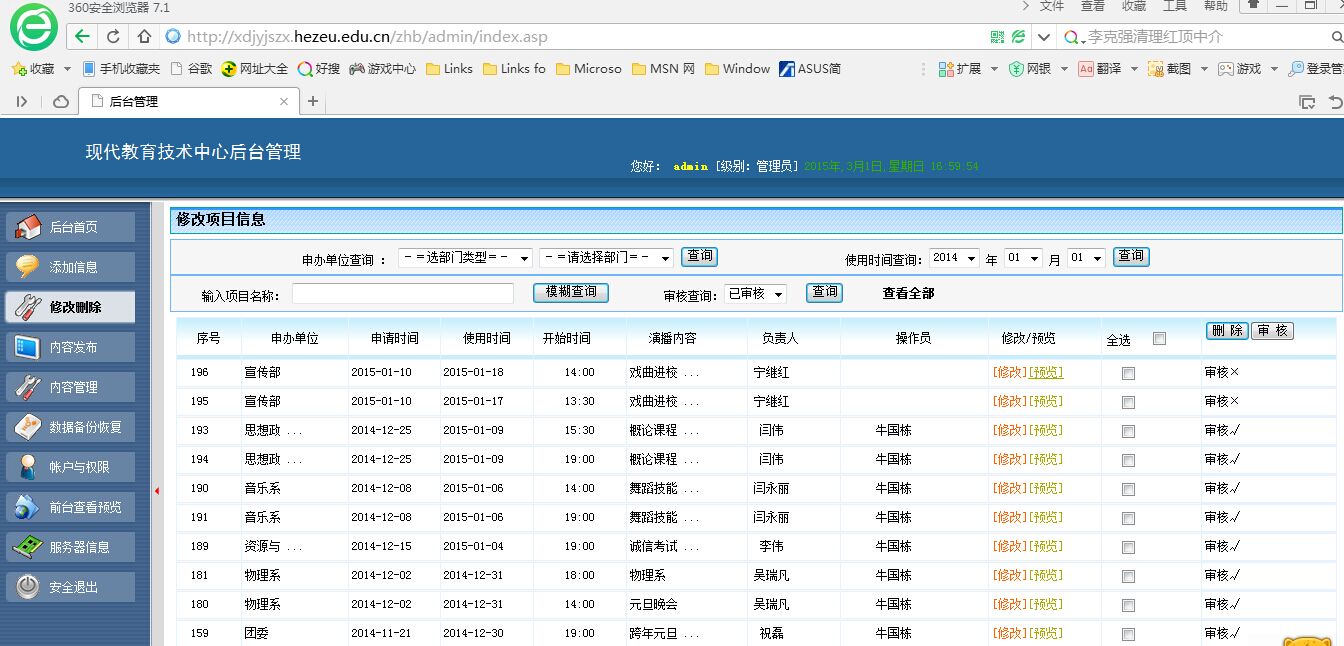 360安全浏览器 7.1 文件 查看 收藏 工具 帮助
http://xdjyjszx.hezeu.edu.cn/zhb/admin/index.asp 李克强清理红顶中介
收藏 手机收藏夹 谷歌 网址大全 好搜 游戏中心 Links Links fo Microso MSN 网 Window ASUS简 扩展 网银 Aa 翻译 截图 游戏 登录管
后台管理
现代教育技术中心后台管理
您好: admin [级别: 管理员] 2015年,3月1日,星期日 16:59:54
后台首页
添加信息
修改删除
内容发布
内容管理
数据备份恢复
帐户与权限
前台查看预览
服务器信息
安全退出
修改项目信息
申办单位查询 : -=选部门类型=- -=请选择部门=- 查询 使用时间查询: 2014 年 01 月 01 查询
输入项目名称: 模糊查询 审核查询: 已审核 查询 查看全部
序号 申办单位 申请时间 使用时间 开始时间 演播内容 负责人 操作员 修改/预览 全选 删 除 审 核
196 宣传部 2015-01-10 2015-01-18 14:00 戏曲进校 ... 宁继红 [修改][预览] 审核×
195 宣传部 2015-01-10 2015-01-17 13:30 戏曲进校 ... 宁继红 [修改][预览] 审核×
193 思想政 ... 2014-12-25 2015-01-09 15:30 概论课程 ... 闫伟 牛国栋 [修改][预览] 审核√
194 思想政 ... 2014-12-25 2015-01-09 19:00 概论课程 ... 闫伟 牛国栋 [修改][预览] 审核√
190 音乐系 2014-12-08 2015-01-06 14:00 舞蹈技能 ... 闫永丽 牛国栋 [修改][预览] 审核√
191 音乐系 2014-12-08 2015-01-06 19:00 舞蹈技能 ... 闫永丽 牛国栋 [修改][预览] 审核√
189 资源与 ... 2014-12-15 2015-01-04 19:00 诚信考试 ... 李伟 牛国栋 [修改][预览] 审核√
181 物理系 2014-12-02 2014-12-31 18:00 物理系 吴瑞凡 牛国栋 [修改][预览] 审核√
180 物理系 2014-12-02 2014-12-31 14:00 元旦晚会 吴瑞凡 牛国栋 [修改][预览] 审核√
159 团委 2014-11-21 2014-12-30 19:00 跨年元旦 ... 祝磊 牛国栋 [修改][预览] 审核√